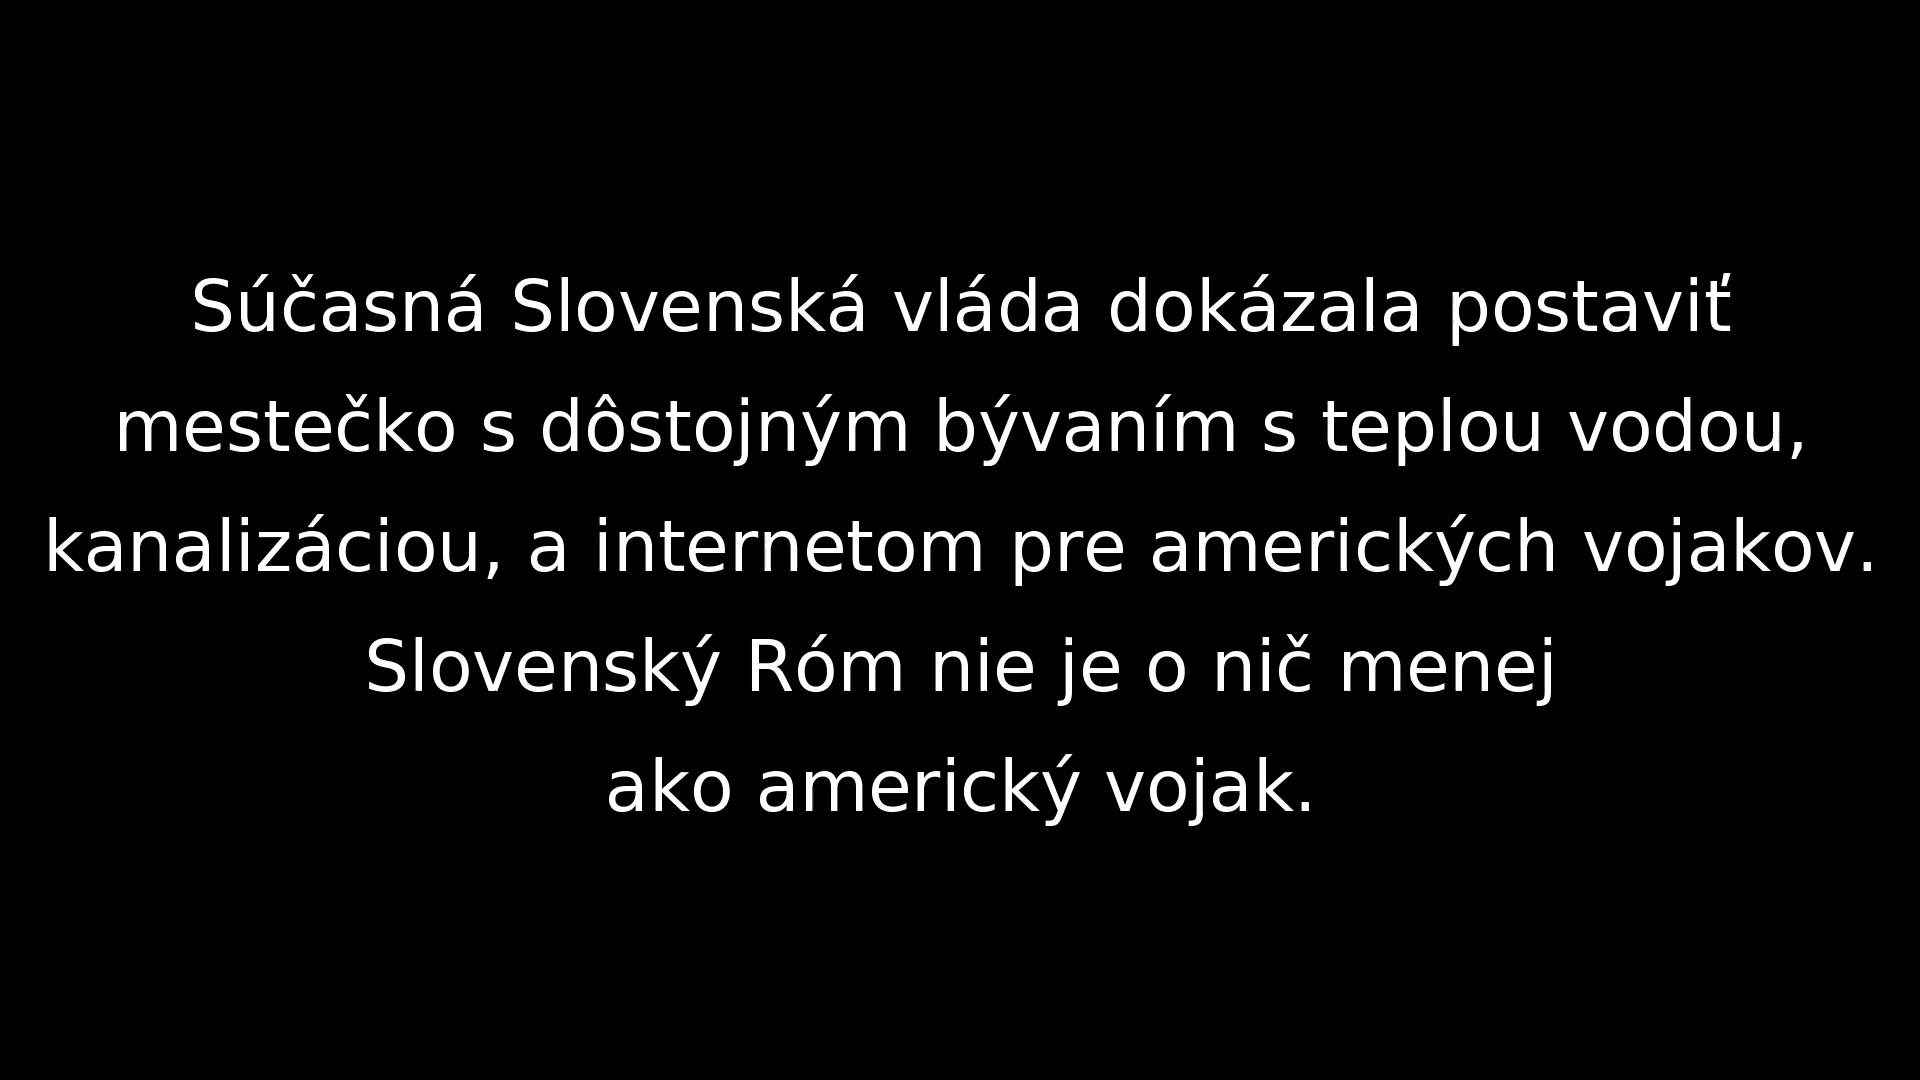 Súčasná Slovenská vláda dokázala postaviť
mestečko s dôstojným bývaním s teplou vodou,
kanalizáciou, a internetom pre amerických vojakov.
Slovenský Róm nie je o nič menej
ako americký vojak.